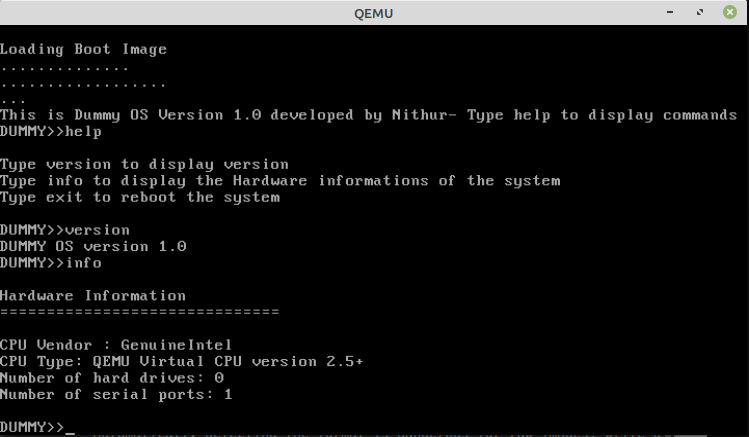 QEMU
Loading Boot Image
..............
..................
...
This is Dummy OS Version 1.0 developed by Nithur- Type help to display commands
DUMMY>>help
Type version to display version
Type info to display the Hardware informations of the system
Type exit to reboot the system
DUMMY>>version
DUMMY OS version 1.0
DUMMY>>info
Hardware Information
==============================
CPU Vendor : GenuineIntel
CPU Type: QEMU Virtual CPU version 2.5+
Number of hard drives: 0
Number of serial ports: 1
DUMMY>>_